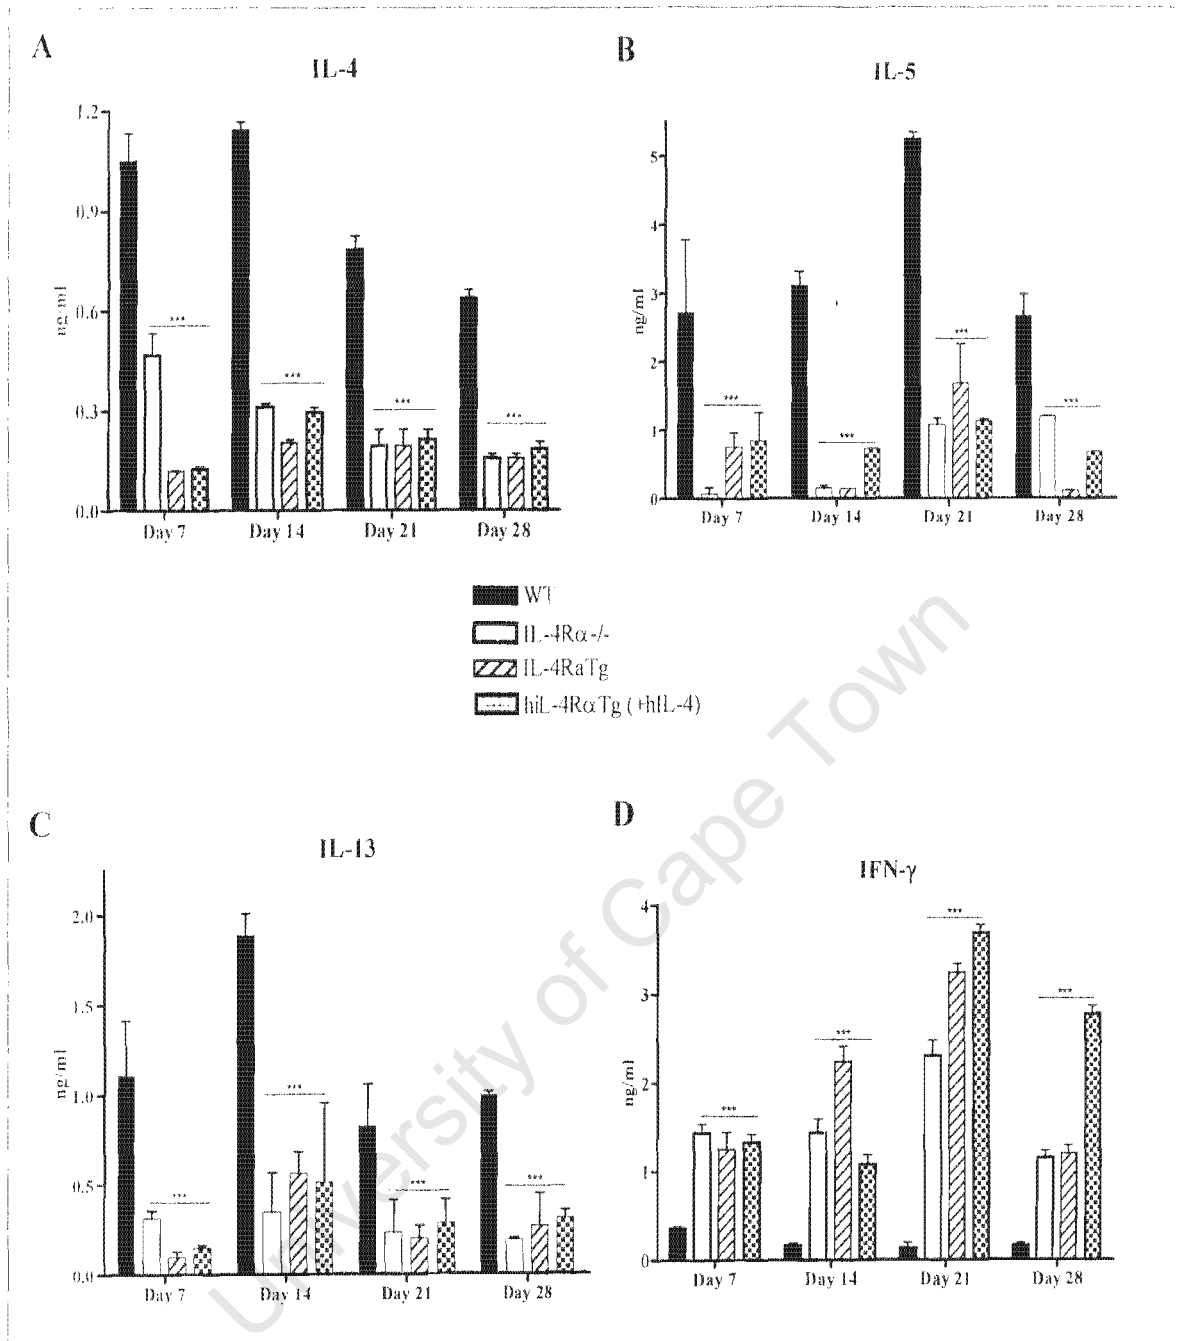 A
IL-4
1.2
0.9
0.6
0.3
0.0
ng/ml
***
***
***
***
Day 7 Day 14 Day 21 Day 28
B
IL-5
5
4
3
2
1
0
ng/ml
***
***
***
***
Day 7 Day 14 Day 21 Day 28
WT
IL-4Rα-/-
IL-4RaTg
hiL-4RαTg (+hIL-4)
C
IL-13
2.0
1.5
1.0
0.5
0.0
ng/ml
***
***
***
***
Day 7 Day 14 Day 21 Day 28
D
IFN-γ
4
3
2
1
0
ng/ml
***
***
***
***
Day 7 Day 14 Day 21 Day 28
University of Cape Town